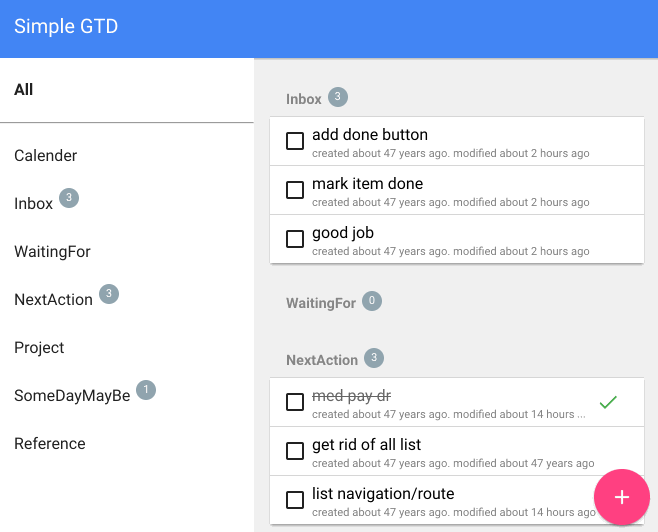 Simple GTD
All
Calender
Inbox 3
WaitingFor
NextAction 3
Project
SomeDayMayBe 1
Reference
Inbox 3
add done button
created about 47 years ago. modified about 2 hours ago
mark item done
created about 47 years ago. modified about 2 hours ago
good job
created about 47 years ago. modified about 2 hours ago
WaitingFor 0
NextAction 3
med pay dr
created about 47 years ago. modified about 14 hours ...
get rid of all list
created about 47 years ago. modified about 47 years ago
list navigation/route
created about 47 years ago. modified about 14 hours ago